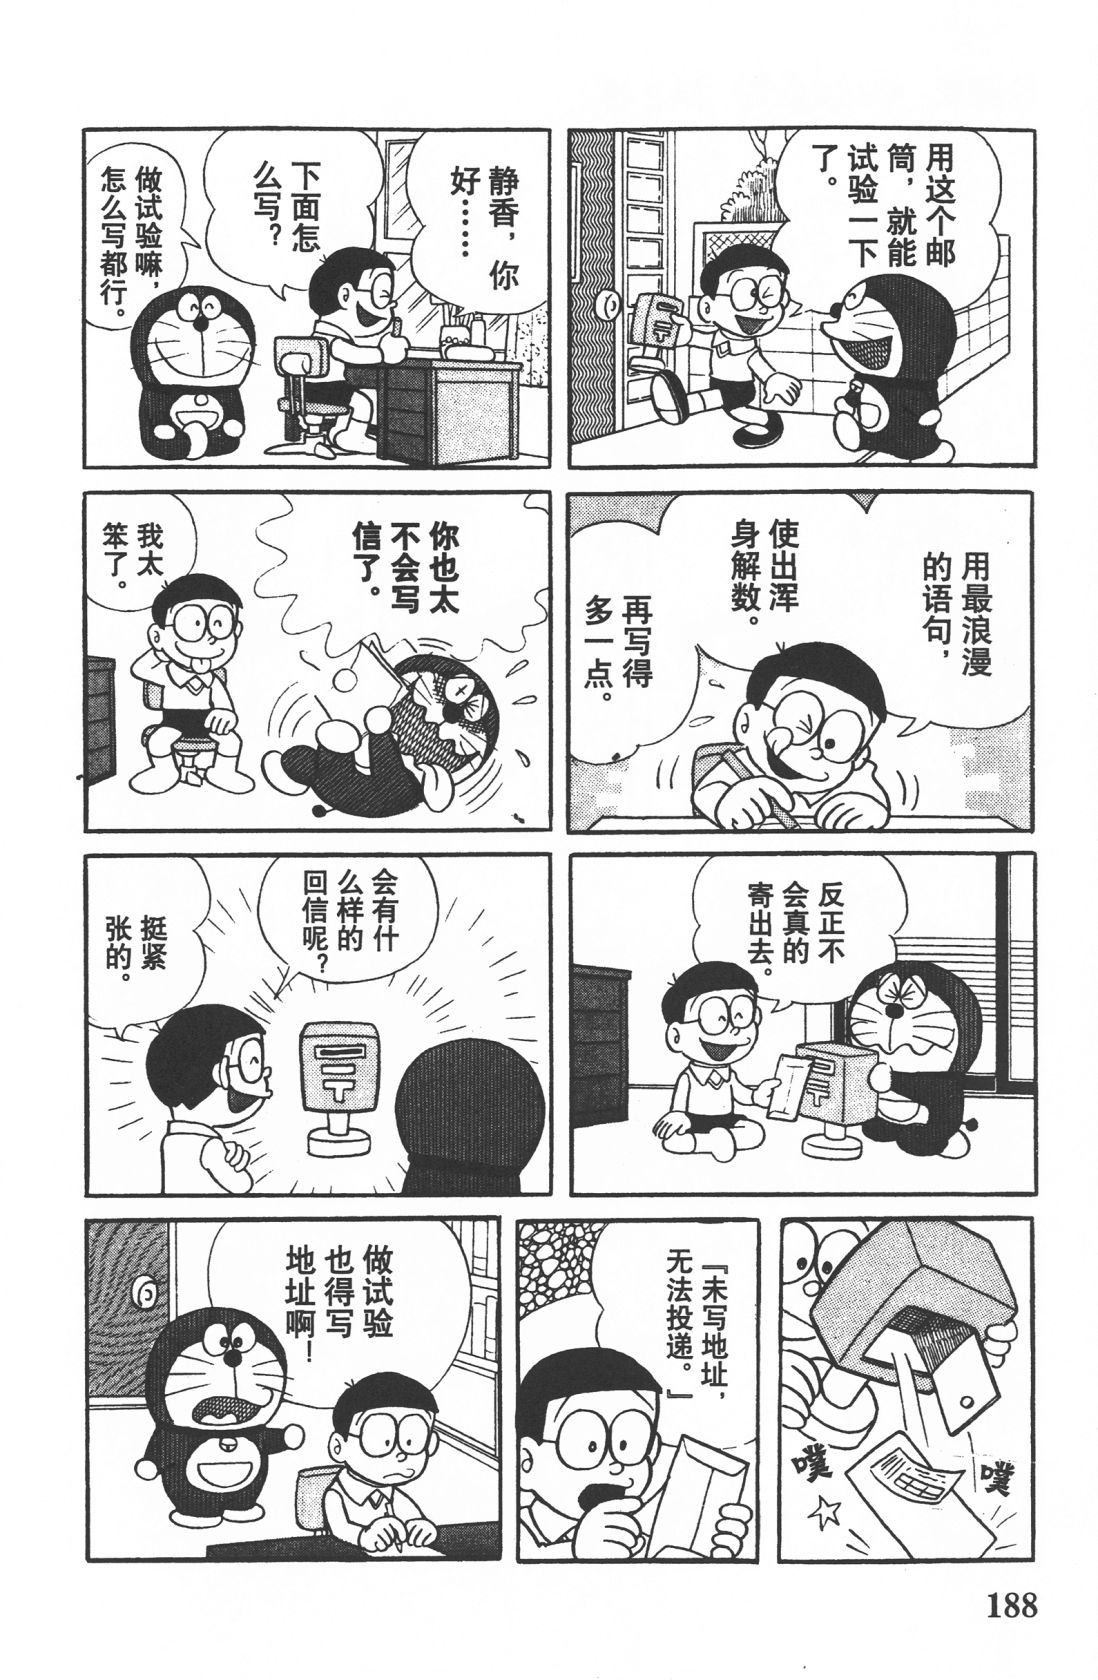 用这个邮
筒，就能
试验一下
了。
静香，你
好……
下面怎
么写？
做试验嘛，
怎么写都行。
用最浪漫
的语句，
使出浑
身解数。
再写得
多一点。
你也太
不会写
信了。
我太
笨了。
反正不
会真的
寄出去。
会有什
么样的
回信呢？
挺紧
张的。
噗
噗
『未写地址，
无法投递。』
做试验
也得写
地址啊！
188